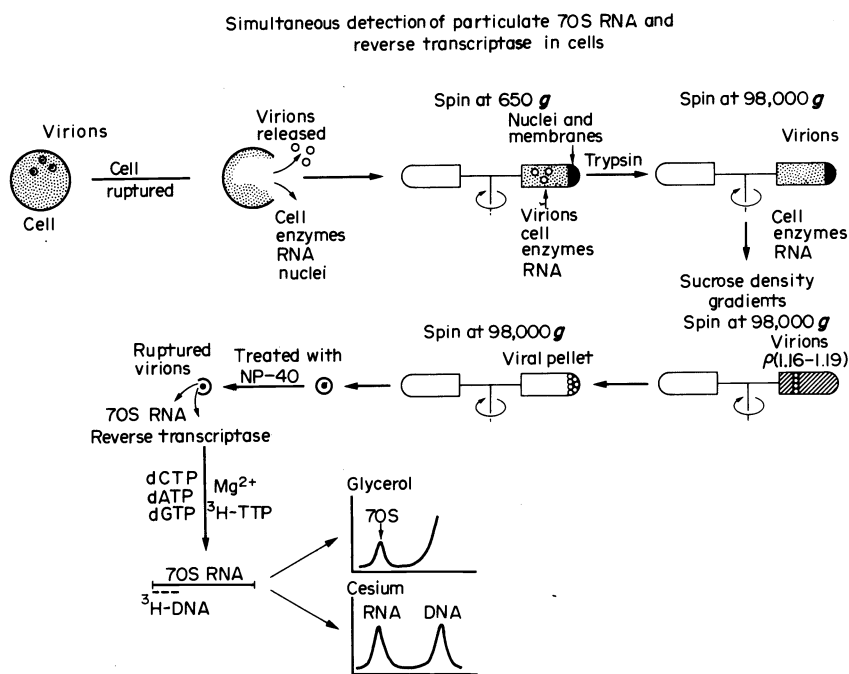 Simultaneous detection of particulate 70S RNA and
reverse transcriptase in cells
Virions
Cell
Cell
ruptured
Virions
released
Cell
enzymes
RNA
nuclei
Spin at 650 g
Nuclei and
membranes
Virions
cell
enzymes
RNA
Trypsin
Spin at 98,000 g
Virions
Cell
enzymes
RNA
Sucrose density
gradients
Spin at 98,000 g
Virions
ρ(1.16–1.19)
Spin at 98,000 g
Viral pellet
Treated with
NP-40
Ruptured
virions
70S RNA
Reverse transcriptase
dCTP
dATP
dGTP
Mg²⁺
³H-TTP
70S RNA
³H-DNA
Glycerol
70S
Cesium
RNA DNA